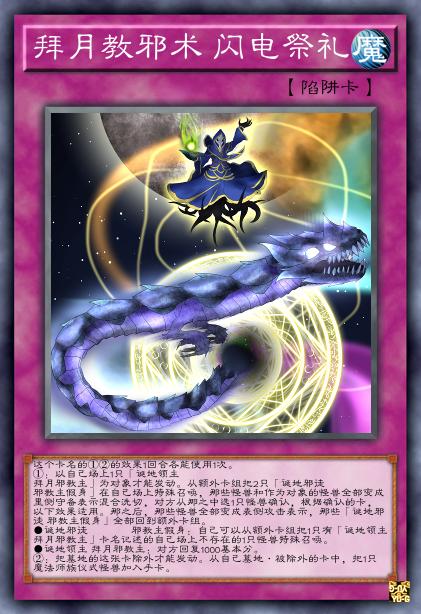 拜月教邪术 闪电祭礼 魔
【陷阱卡】
这个卡名的①②的效果1回合各能使用1次。
①：以自己场上1只「谜地领主
拜月邪教主」为对象才能发动。从额外卡组把2只「谜地邪徒
邪教主假身」在自己场上特殊召唤，那些怪兽和作为对象的怪兽全部变成
里侧守备表示混合洗切，对方从那之中选1只怪兽确认，根据确认的卡，
以下效果适用。那之后，那些怪兽全部变成表侧攻击表示，那些「谜地邪
徒 邪教主假身」全部回到额外卡组。
●谜地邪徒 邪教主假身：自己可以从额外卡组把1只有「谜地领主
拜月邪教主」卡名记述的自己场上不存在的1只怪兽特殊召唤。
●谜地领主 拜月邪教主：对方回复1000基本分。
②：把墓地的这张卡除外才能发动。从自己墓地·被除外的卡中，把1只
魔法师族仪式怪兽加入手卡。